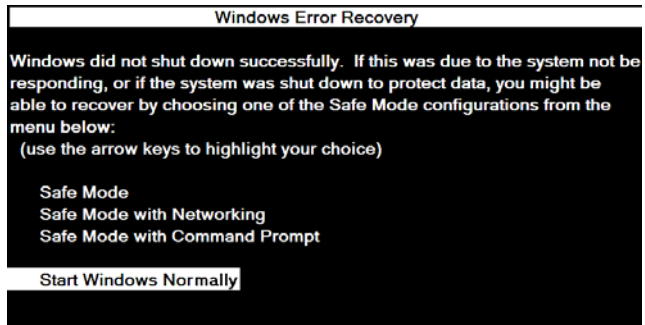 Windows Error Recovery
Windows did not shut down successfully. If this was due to the system not be
responding, or if the system was shut down to protect data, you might be
able to recover by choosing one of the Safe Mode configurations from the
menu below:
(use the arrow keys to highlight your choice)
Safe Mode
Safe Mode with Networking
Safe Mode with Command Prompt
Start Windows Normally